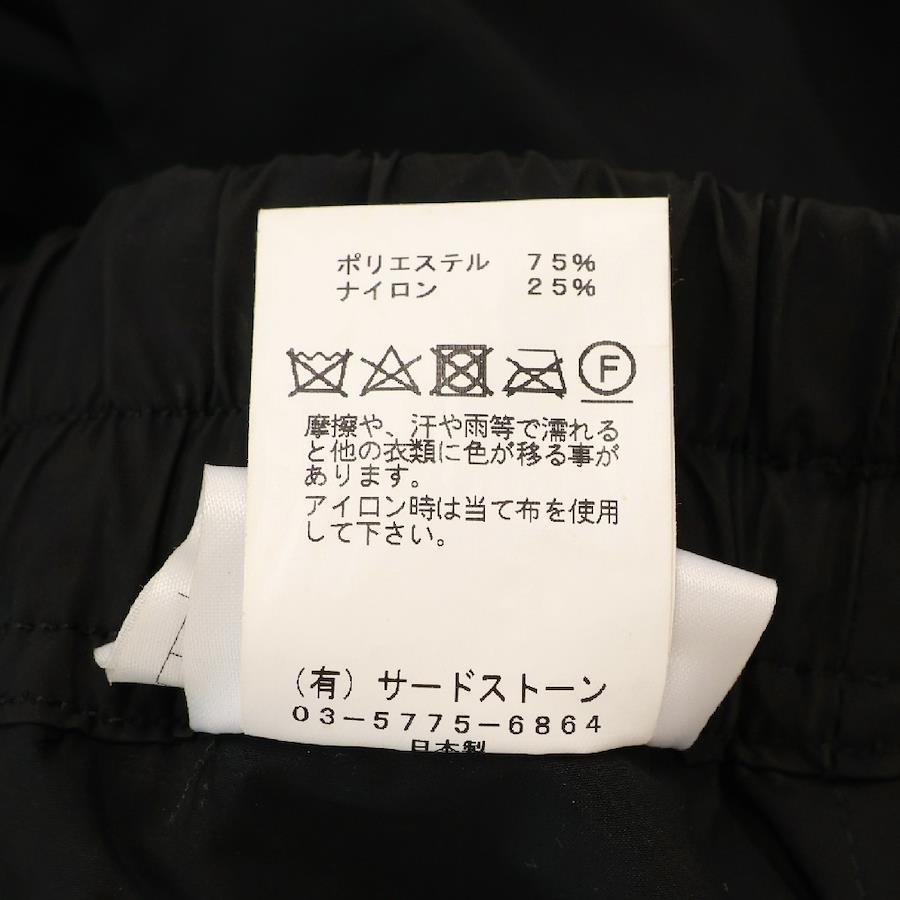 ポリエステル 75%
ナイロン 25%
F
摩擦や、汗や雨等で濡れる
と他の衣類に色が移る事が
あります。
アイロン時は当て布を使用
して下さい。
(有)サードストーン
03-5775-6864
日本製